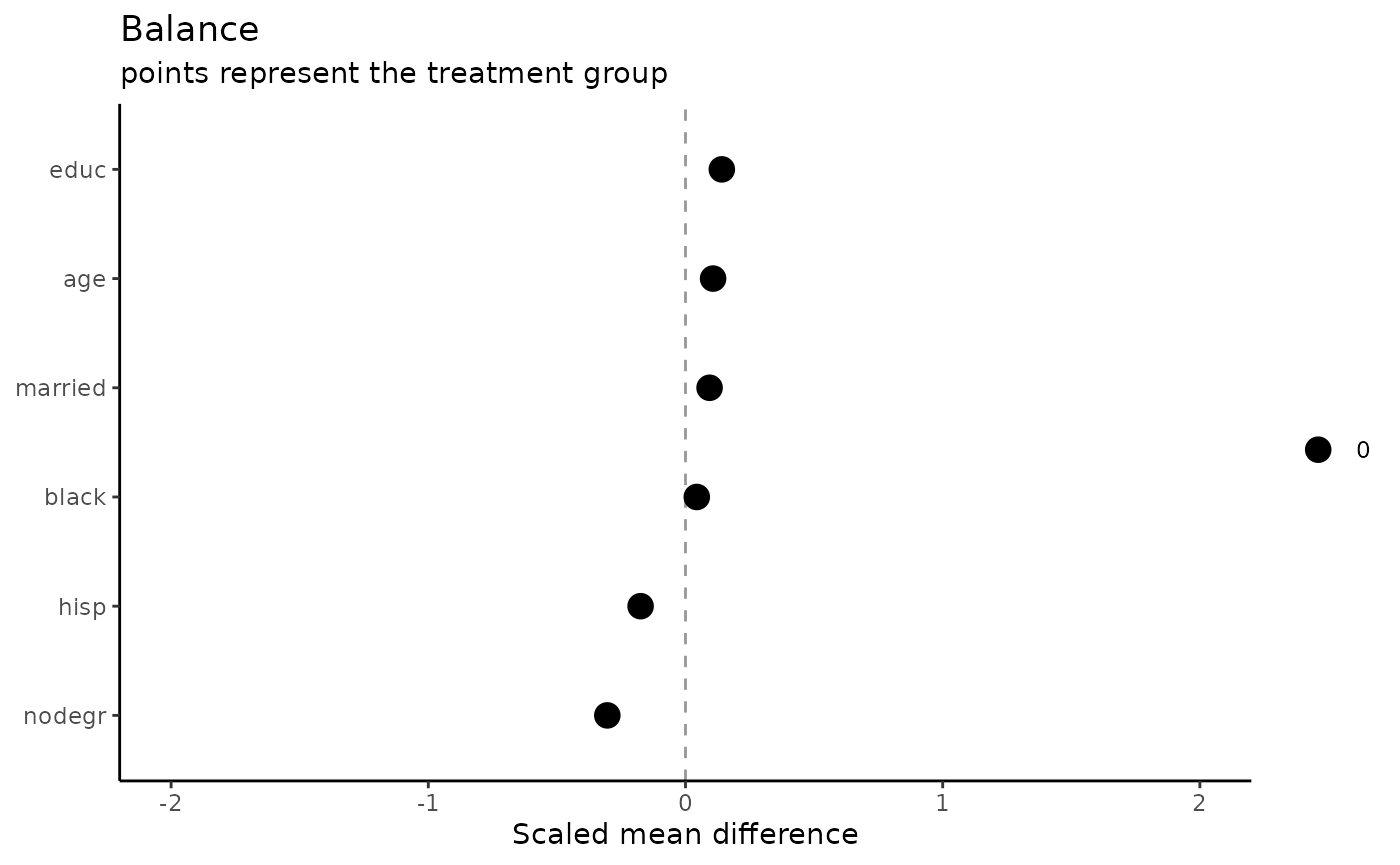 Balance
points represent the treatment group
educ
age
married
black
hisp
nodegr
0
-2 -1 0 1 2
Scaled mean difference